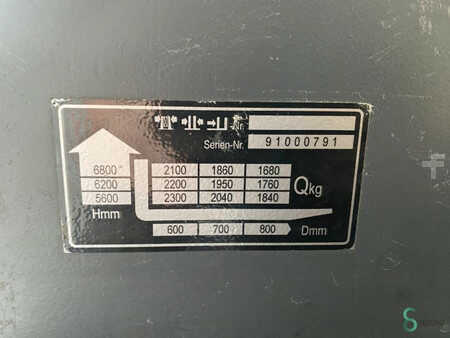 -Nr.
Serien-Nr. 91000791
6800 2100 1860 1680
6200 2200 1950 1760 Qkg
5600 2300 2040 1840
Hmm
600 700 800 Dmm